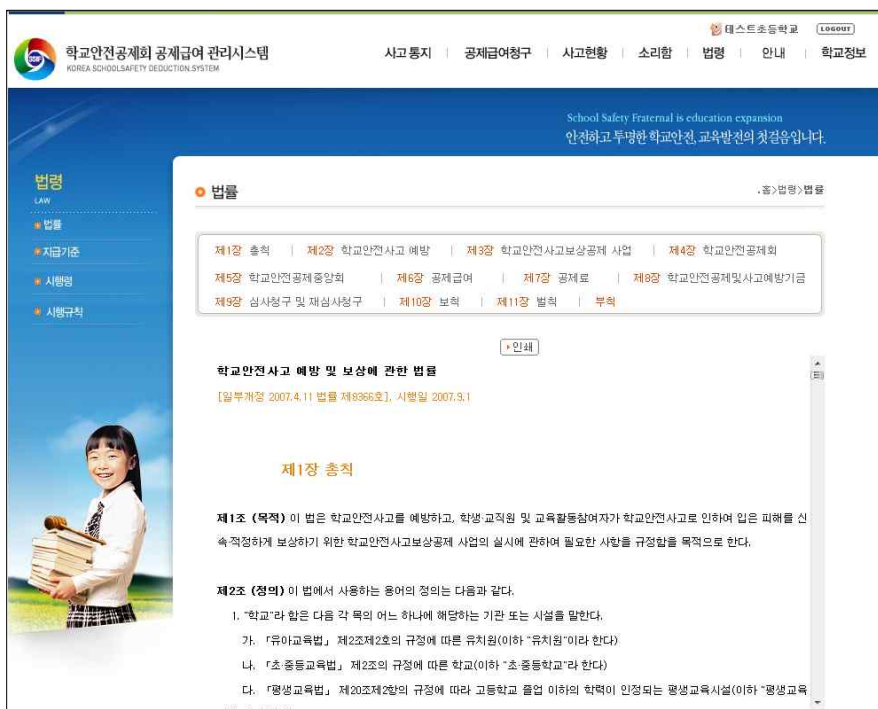 테스트초등학교 LOGOUT
SSIF 학교안전공제회 공제급여 관리시스템
KOREA SCHOOLSAFETY DEDUCTION.SYSTEM
사고통지 | 공제급여청구 | 사고현황 | 소리함 | 법령 | 안내 | 학교정보
School Safety Fraternal is education expansion
안전하고 투명한 학교안전, 교육발전의 첫걸음입니다.
법령
LAW
법률
지급기준
시행령
시행규칙
법률
홈>법령>법률
제1장 총칙 | 제2장 학교안전사고 예방 | 제3장 학교안전사고보상공제 사업 | 제4장 학교안전공제회
제5장 학교안전공제중앙회 | 제6장 공제급여 | 제7장 공제료 | 제8장 학교안전공제및사고예방기금
제9장 심사청구 및 재심사청구 | 제10장 보칙 | 제11장 벌칙 | 부칙
인쇄
학교안전사고 예방 및 보상에 관한 법률
[일부개정 2007.4.11 법률 제8366호], 시행일 2007.9.1
제1장 총칙
제1조 (목적) 이 법은 학교안전사고를 예방하고, 학생·교직원 및 교육활동참여자가 학교안전사고로 인하여 입은 피해를 신
속·적정하게 보상하기 위한 학교안전사고보상공제 사업의 실시에 관하여 필요한 사항을 규정함을 목적으로 한다.
제2조 (정의) 이 법에서 사용하는 용어의 정의는 다음과 같다.
1. "학교"라 함은 다음 각 목의 어느 하나에 해당하는 기관 또는 시설을 말한다.
가. 「유아교육법」 제2조제2호의 규정에 따른 유치원(이하 "유치원"이라 한다)
나. 「초·중등교육법」 제2조의 규정에 따른 학교(이하 "초·중등학교"라 한다)
다. 「평생교육법」 제20조제2항의 규정에 따라 고등학교 졸업 이하의 학력이 인정되는 평생교육시설(이하 "평생교육